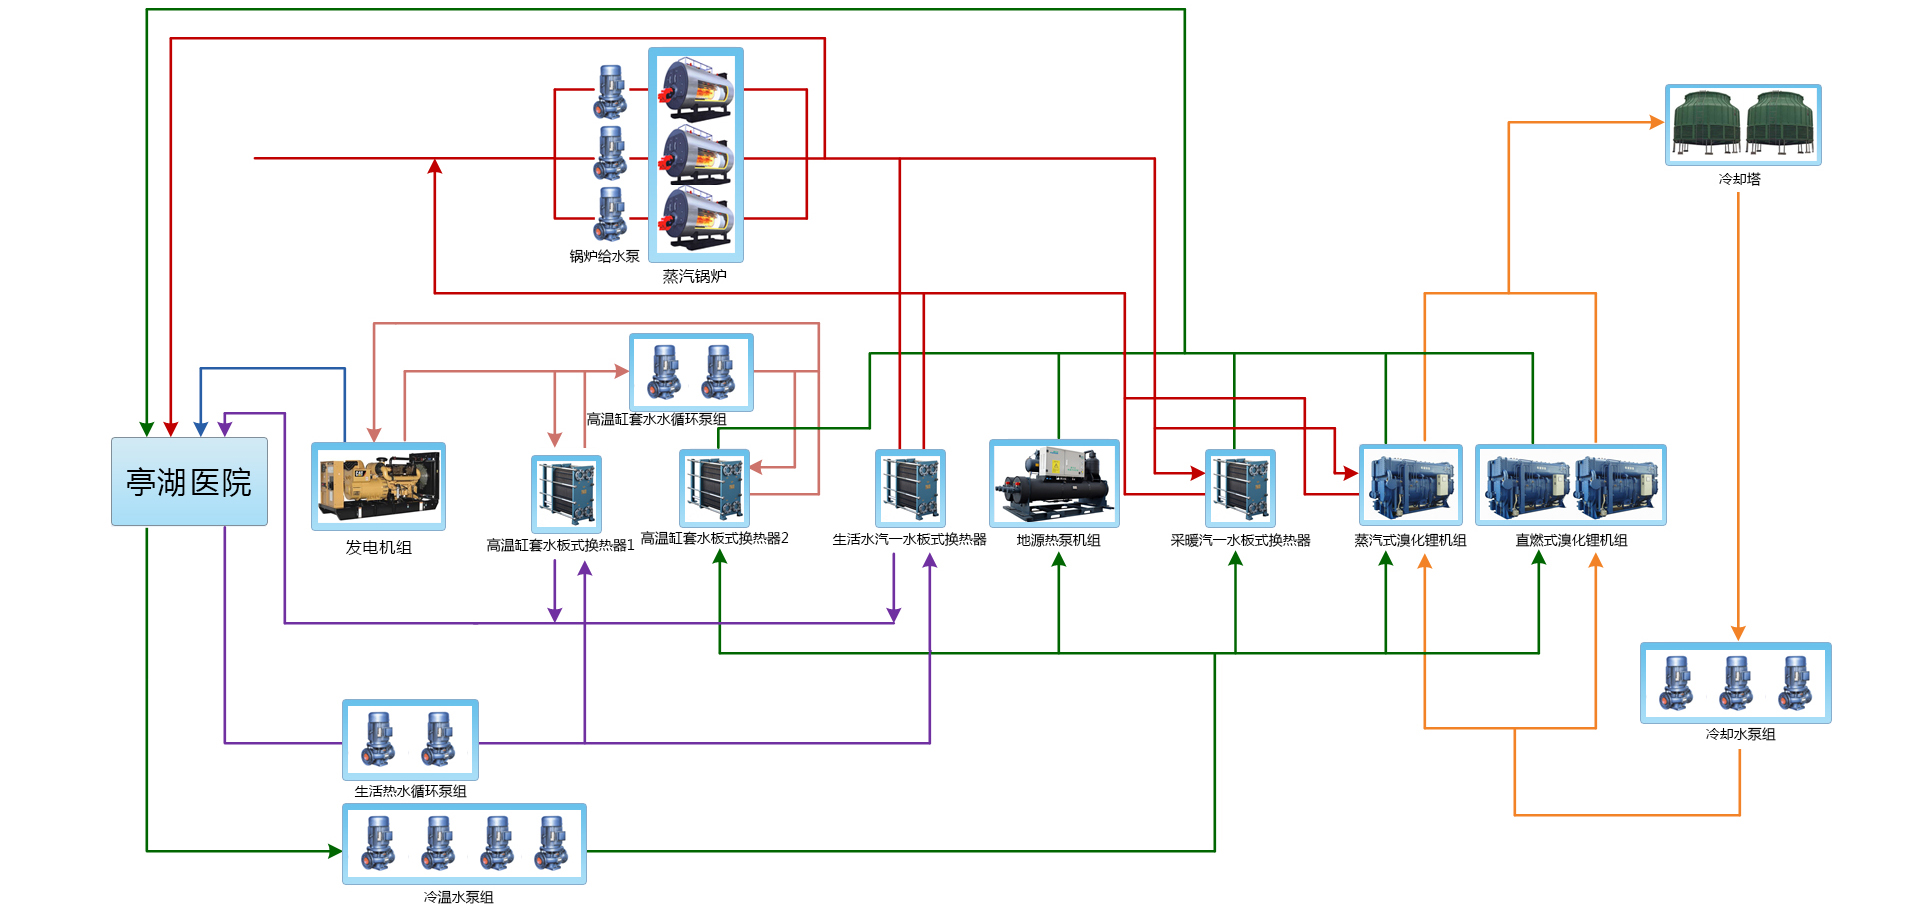 冷却塔
锅炉给水泵
蒸汽锅炉
高温缸套水水循环泵组
亭湖医院
发电机组
高温缸套水板式换热器1
高温缸套水板式换热器2
生活水汽一水板式换热器
地源热泵机组
采暖汽一水板式换热器
蒸汽式溴化锂机组
直燃式溴化锂机组
冷却水泵组
生活热水循环泵组
冷温水泵组